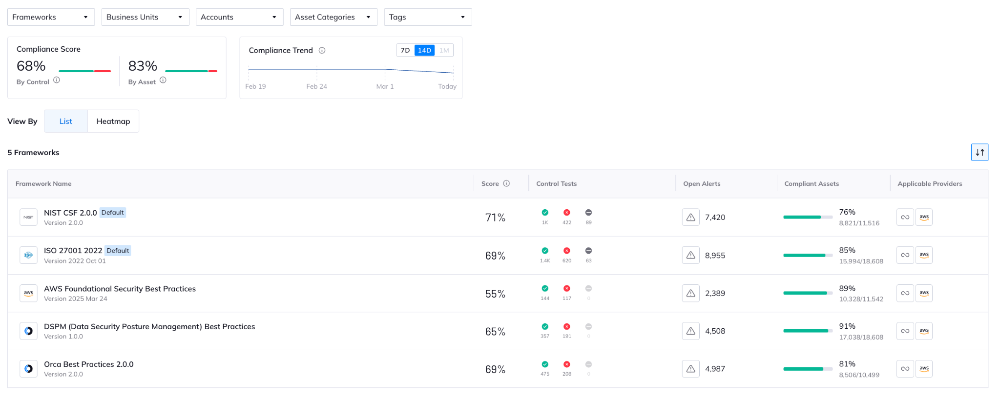 Frameworks
Business Units
Accounts
Asset Categories
Tags
Compliance Score
68%
By Control
83%
By Asset
Compliance Trend
7D
14D
1M
Feb 19
Feb 24
Mar 1
Today
View By
List
Heatmap
5 Frameworks
Framework Name
Score
Control Tests
Open Alerts
Compliant Assets
Applicable Providers
NIST
NIST CSF 2.0.0
Default
Version 2.0.0
71%
1K
422
89
7,420
76%
8,821/11,516
aws
ISO
ISO 27001 2022
Default
Version 2022 Oct 01
69%
1.4K
620
63
8,955
85%
15,994/18,608
aws
aws
AWS Foundational Security Best Practices
Version 2025 Mar 24
55%
144
117
0
2,389
89%
10,328/11,542
aws
DSPM (Data Security Posture Management) Best Practices
Version 1.0.0
65%
357
191
0
4,508
91%
17,038/18,608
aws
Orca Best Practices 2.0.0
Version 2.0.0
69%
475
208
0
4,987
81%
8,506/10,499
aws